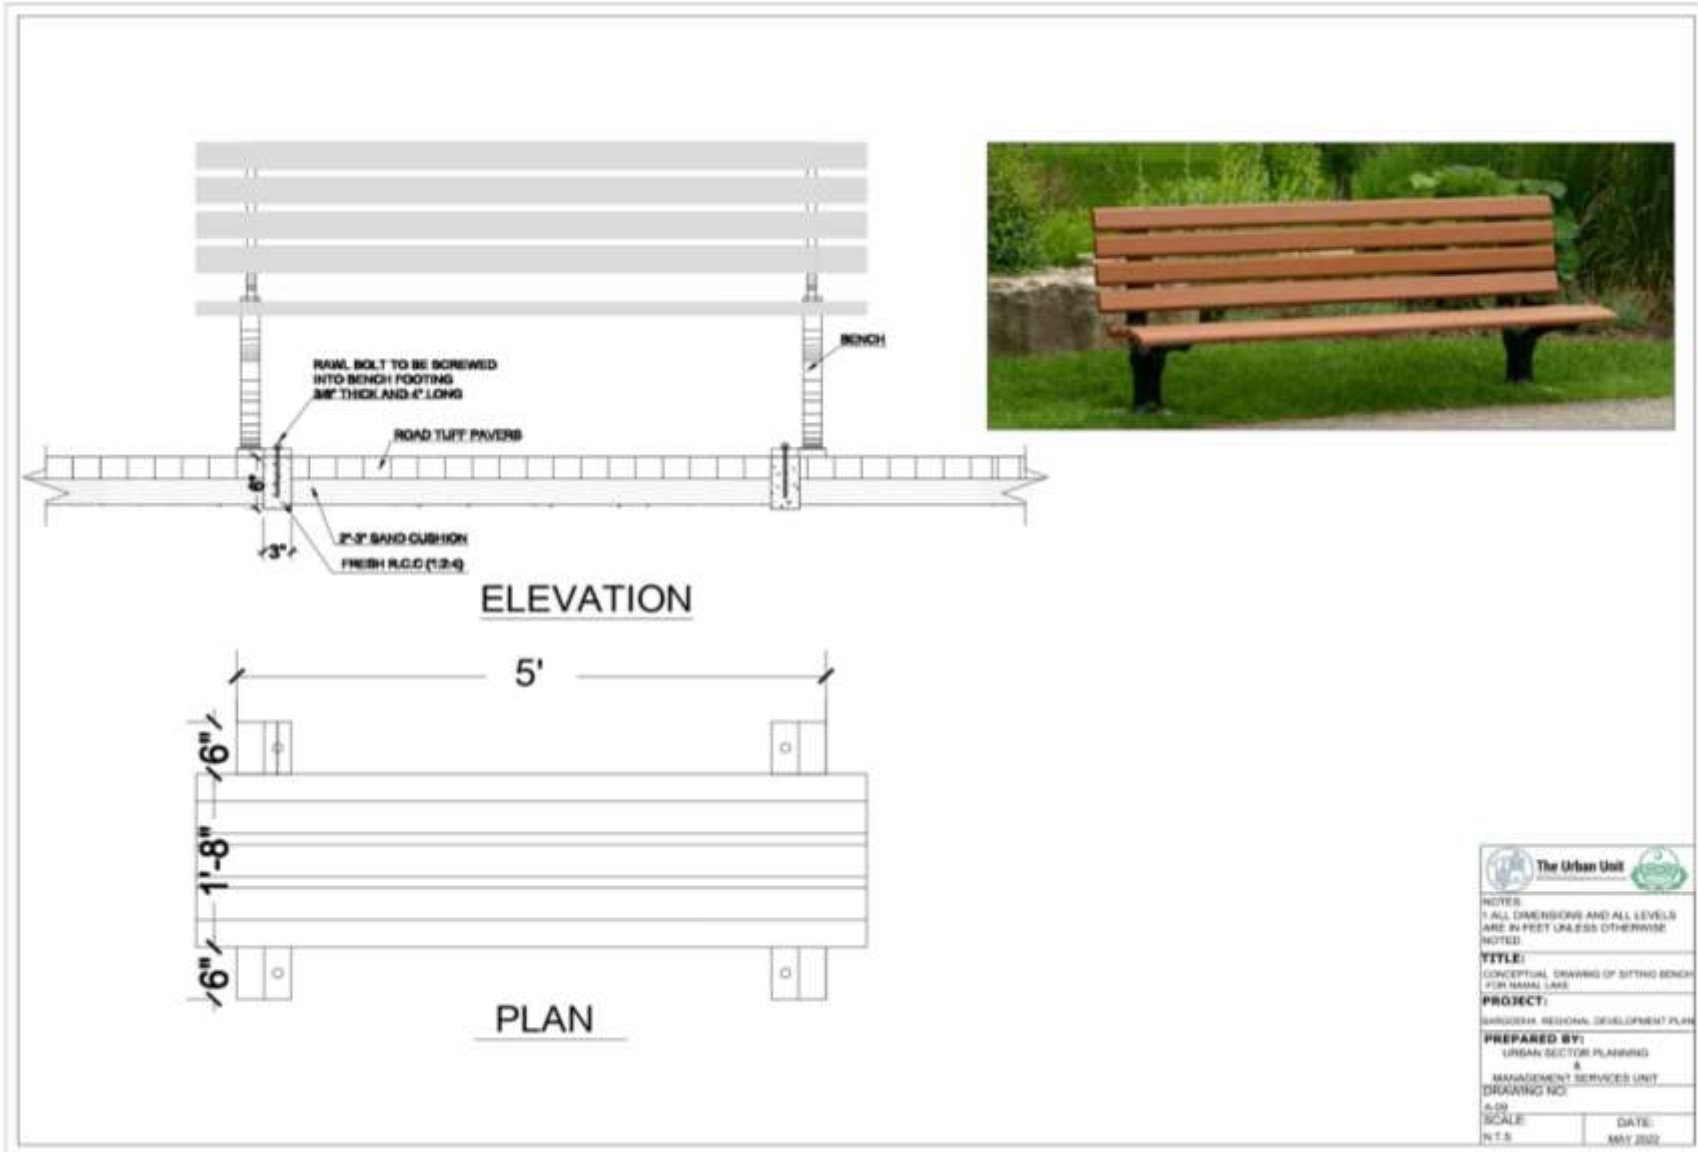 RAWL BOLT TO BE SCREWED
INTO BENCH FOOTING
3/8" THICK AND 4" LONG
BENCH
ROAD TUFF PAVERS
6"
3"
2"-3" SAND CUSHION
FRESH R.C.C (1:2:4)
ELEVATION
5'
6"
1'-8"
6"
PLAN
The Urban Unit
NOTES:
1.ALL DIMENSIONS AND ALL LEVELS
ARE IN FEET UNLESS OTHERWISE
NOTED.
TITLE:
CONCEPTUAL DRAWING OF SITTING BENCH
FOR NAMAL LAKE
PROJECT:
SARGODHA REGIONAL DEVELOPMENT PLAN
PREPARED BY:
URBAN SECTOR PLANNING
&
MANAGEMENT SERVICES UNIT
DRAWING NO:
A-09
SCALE:
N.T.S
DATE:
MAY 2022